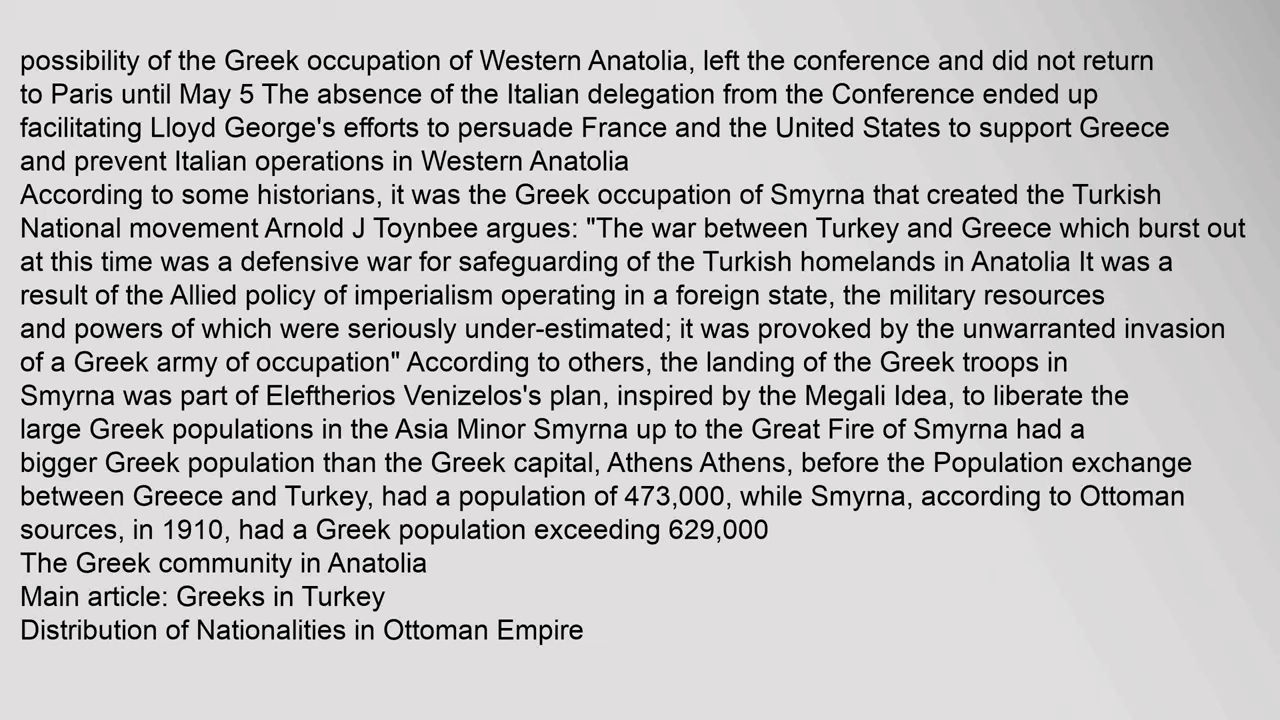 possibility of the Greek occupation of Western Anatolia, left the conference and did not return
to Paris until May 5 The absence of the Italian delegation from the Conference ended up
facilitating Lloyd George's efforts to persuade France and the United States to support Greece
and prevent Italian operations in Western Anatolia
According to some historians, it was the Greek occupation of Smyrna that created the Turkish
National movement Arnold J Toynbee argues: "The war between Turkey and Greece which burst out
at this time was a defensive war for safeguarding of the Turkish homelands in Anatolia It was a
result of the Allied policy of imperialism operating in a foreign state, the military resources
and powers of which were seriously under-estimated; it was provoked by the unwarranted invasion
of a Greek army of occupation" According to others, the landing of the Greek troops in
Smyrna was part of Eleftherios Venizelos's plan, inspired by the Megali Idea, to liberate the
large Greek populations in the Asia Minor Smyrna up to the Great Fire of Smyrna had a
bigger Greek population than the Greek capital, Athens Athens, before the Population exchange
between Greece and Turkey, had a population of 473,000, while Smyrna, according to Ottoman
sources, in 1910, had a Greek population exceeding 629,000
The Greek community in Anatolia
Main article: Greeks in Turkey
Distribution of Nationalities in Ottoman Empire